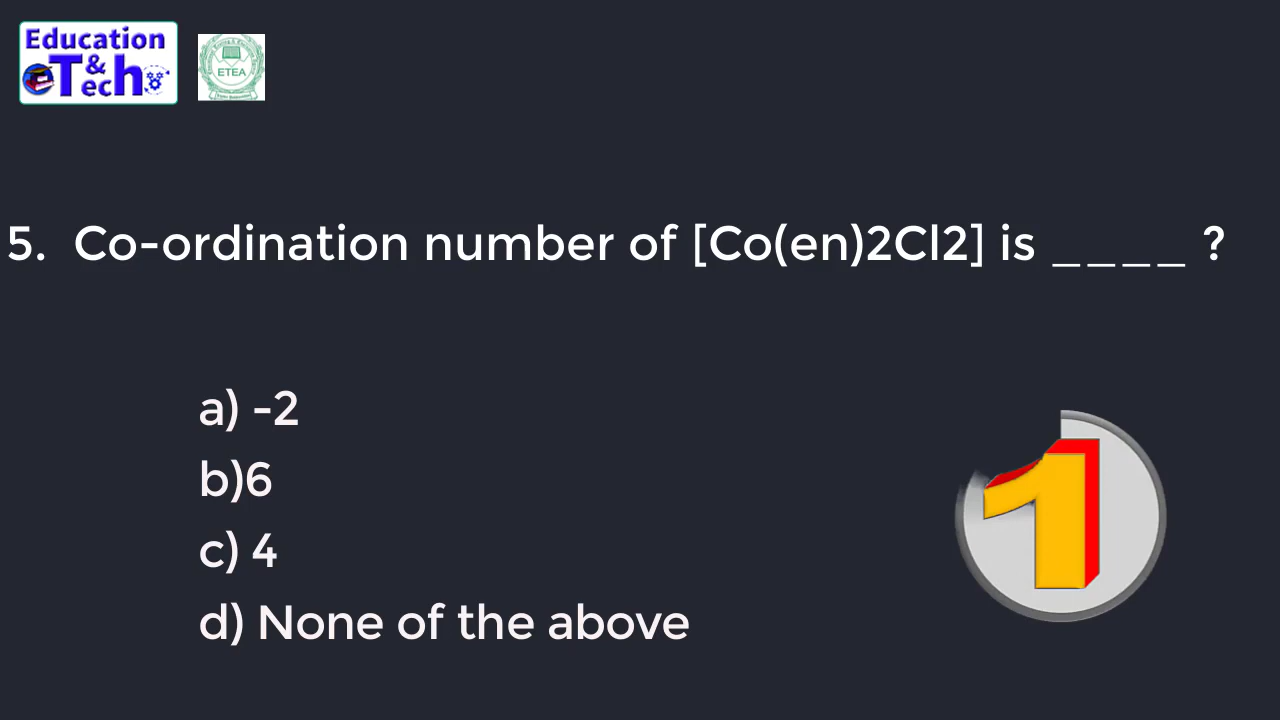 Education
&
Tech
ETEA
5. Co-ordination number of [Co(en)2Cl2] is _ _ _ _ ?
a) -2
b)6
c) 4
d) None of the above
1